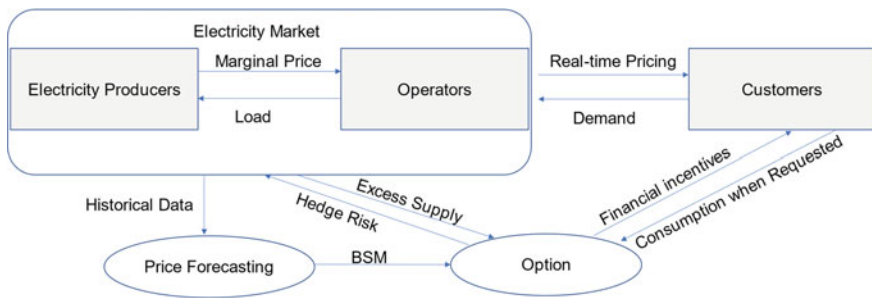 Electricity Market
Marginal Price
Real-time Pricing
Electricity Producers
Operators
Customers
Load
Demand
Historical Data
Excess Supply
Hedge Risk
Financial incentives
Consumption when Requested
Price Forecasting
BSM
Option